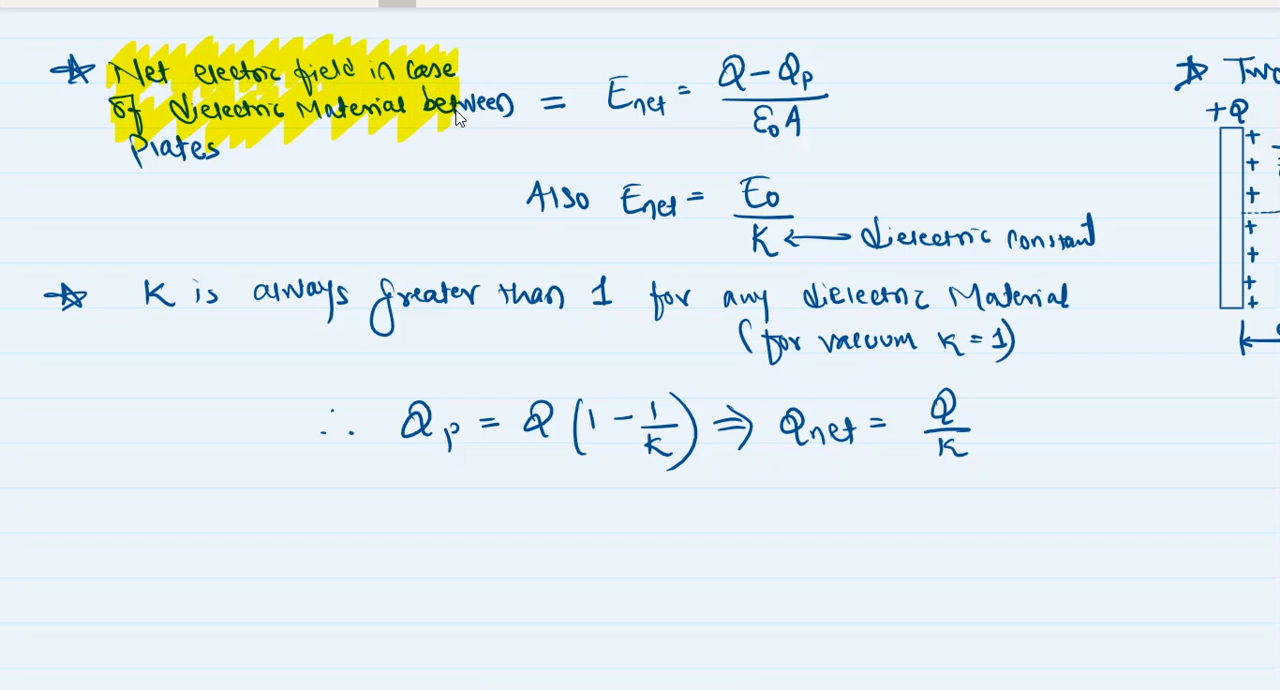 Net electric field in case
of dielectric Material between = Enet = Q - Qp / ε₀A
Plates
Also Enet = E₀ / K ← dielectric constant
K is always greater than 1 for any dielectric Material
(for vacuum K = 1)
∴ Qp = Q (1 - 1/K) ⇒ Qnet = Q / K
Two
+Q
+
+
+
+
+
+
+